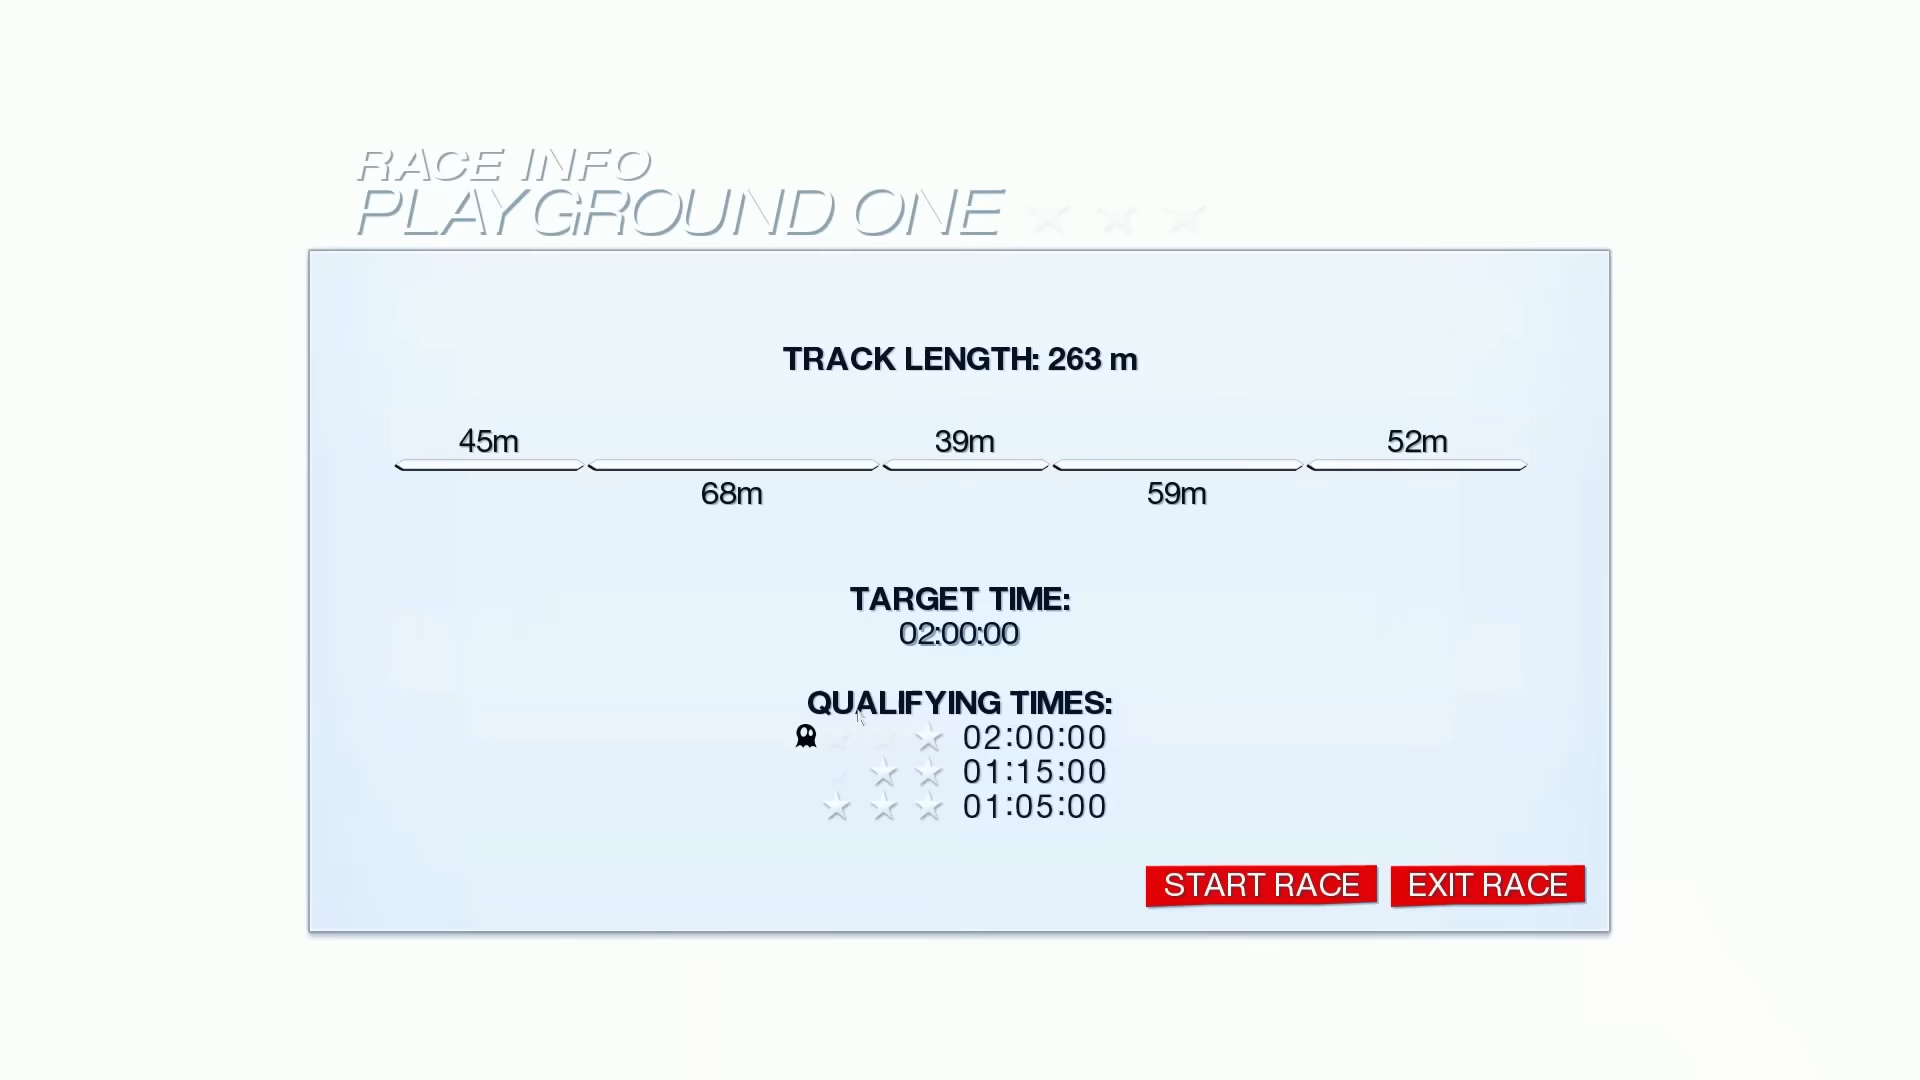 RACE INFO
PLAYGROUND ONE
TRACK LENGTH: 263 m
45m 39m 52m
68m 59m
TARGET TIME:
02:00:00
QUALIFYING TIMES:
02:00:00
01:15:00
01:05:00
START RACE EXIT RACE